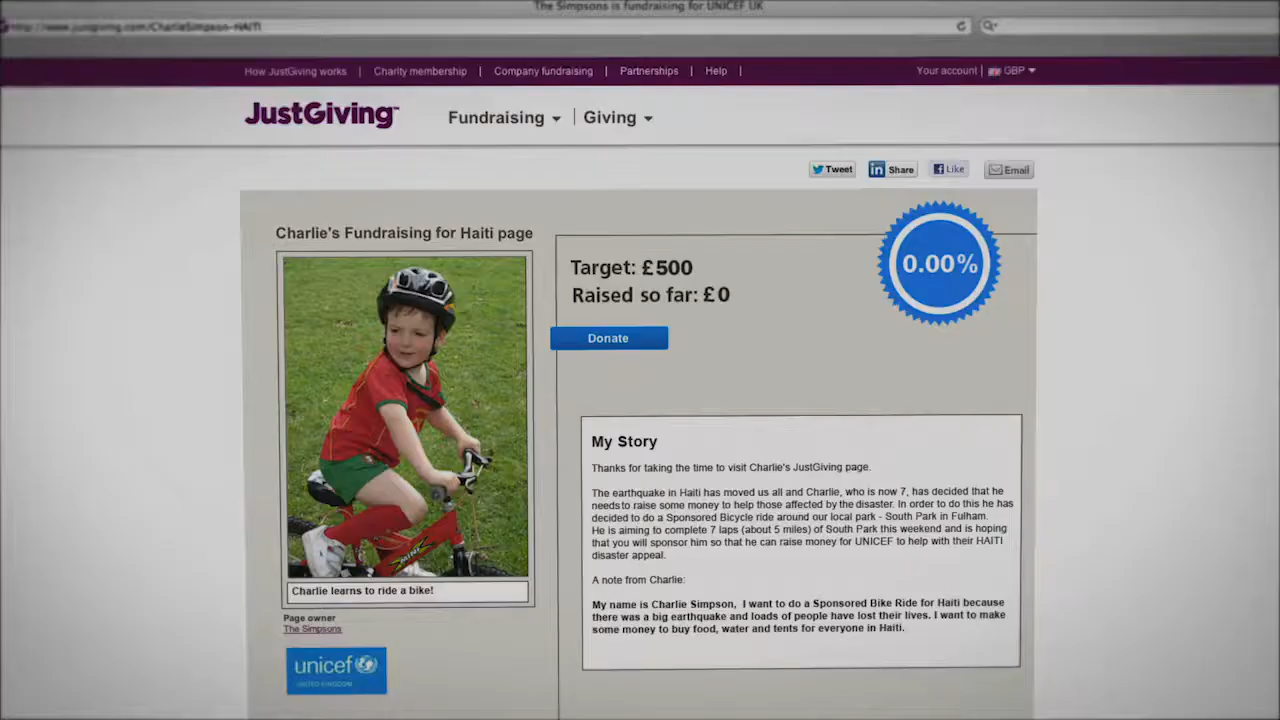 The Simpsons is fundraising for UNICEF UK
http://www.justgiving.com/CharlieSimpson-HAITI
How JustGiving works | Charity membership | Company fundraising | Partnerships | Help |
Your account | GBP
JustGiving™
Fundraising | Giving
Tweet
in Share
Like
Email
Charlie's Fundraising for Haiti page
Target: £500
Raised so far: £0
0.00%
Donate
Charlie learns to ride a bike!
Page owner
The Simpsons
unicef
UNITED KINGDOM
My Story
Thanks for taking the time to visit Charlie's JustGiving page.
The earthquake in Haiti has moved us all and Charlie, who is now 7, has decided that he
needs to raise some money to help those affected by the disaster. In order to do this he has
decided to do a Sponsored Bicycle ride around our local park - South Park in Fulham.
He is aiming to complete 7 laps (about 5 miles) of South Park this weekend and is hoping
that you will sponsor him so that he can raise money for UNICEF to help with their HAITI
disaster appeal.
A note from Charlie:
My name is Charlie Simpson, I want to do a Sponsored Bike Ride for Haiti because
there was a big earthquake and loads of people have lost their lives. I want to make
some money to buy food, water and tents for everyone in Haiti.